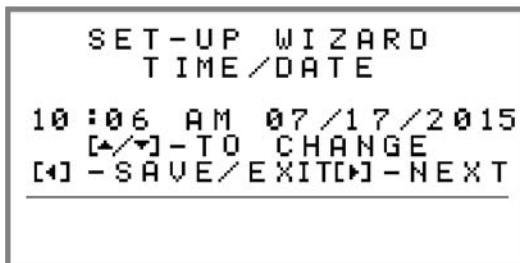 SET-UP WIZARD
TIME/DATE
10:06 AM 07/17/2015
[▲/▼]-TO CHANGE
[◀]-SAVE/EXIT[▶]-NEXT